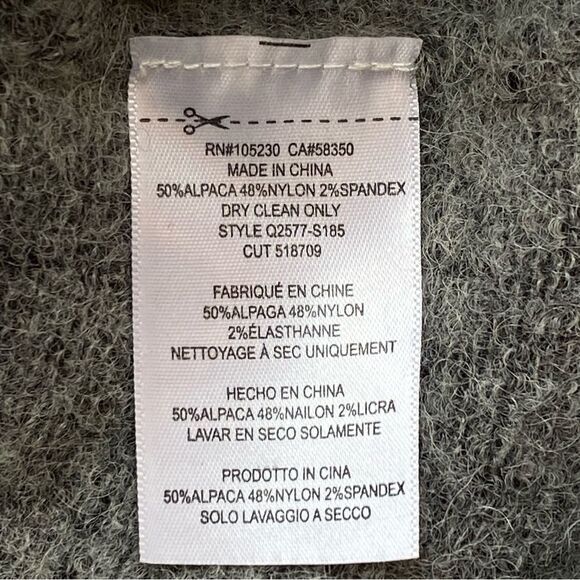 RN#105230 CA#58350
MADE IN CHINA
50%ALPACA 48%NYLON 2%SPANDEX
DRY CLEAN ONLY
STYLE Q2577-S185
CUT 518709
FABRIQUÉ EN CHINE
50%ALPAGA 48%NYLON
2%ÉLASTHANNE
NETTOYAGE À SEC UNIQUEMENT
HECHO EN CHINA
50%ALPACA 48%NAILON 2%LICRA
LAVAR EN SECO SOLAMENTE
PRODOTTO IN CINA
50%ALPACA 48%NYLON 2%SPANDEX
SOLO LAVAGGIO A SECCO